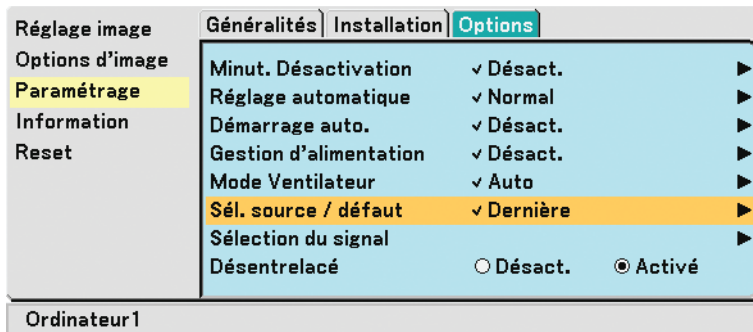 Réglage image
Options d'image
Paramétrage
Information
Reset
Généralités Installation Options
Minut. Désactivation ✓ Désact.
Réglage automatique ✓ Normal
Démarrage auto. ✓ Désact.
Gestion d'alimentation ✓ Désact.
Mode Ventilateur ✓ Auto
Sél. source / défaut ✓ Dernière
Sélection du signal
Désentrelacé Désact. Activé
Ordinateur1